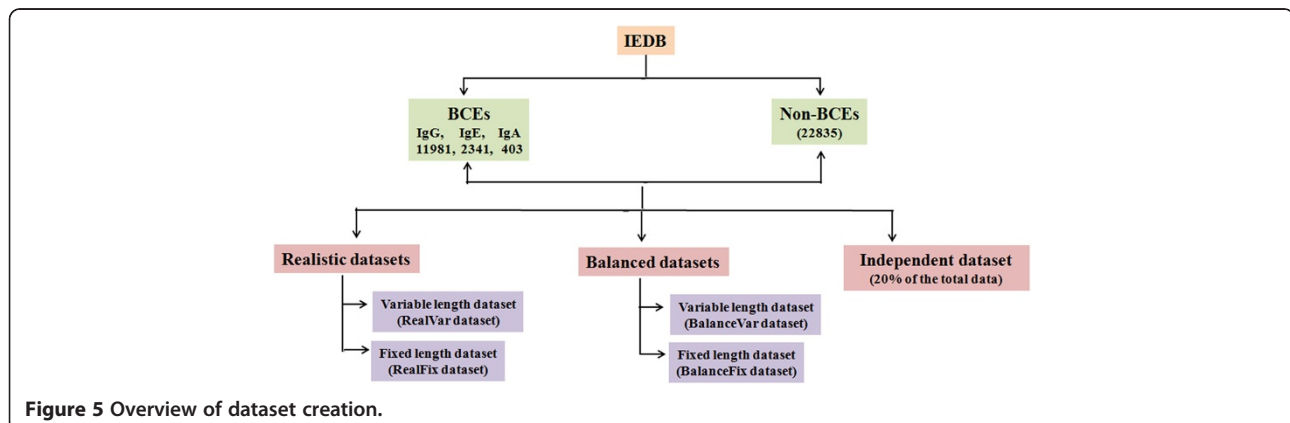 IEDB
BCEs
IgG, IgE, IgA
11981, 2341, 403
Non-BCEs
(22835)
Realistic datasets
Balanced datasets
Independent dataset
(20% of the total data)
Variable length dataset
(RealVar dataset)
Fixed length dataset
(RealFix dataset)
Variable length dataset
(BalanceVar dataset)
Fixed length dataset
(BalanceFix dataset)
Figure 5 Overview of dataset creation.